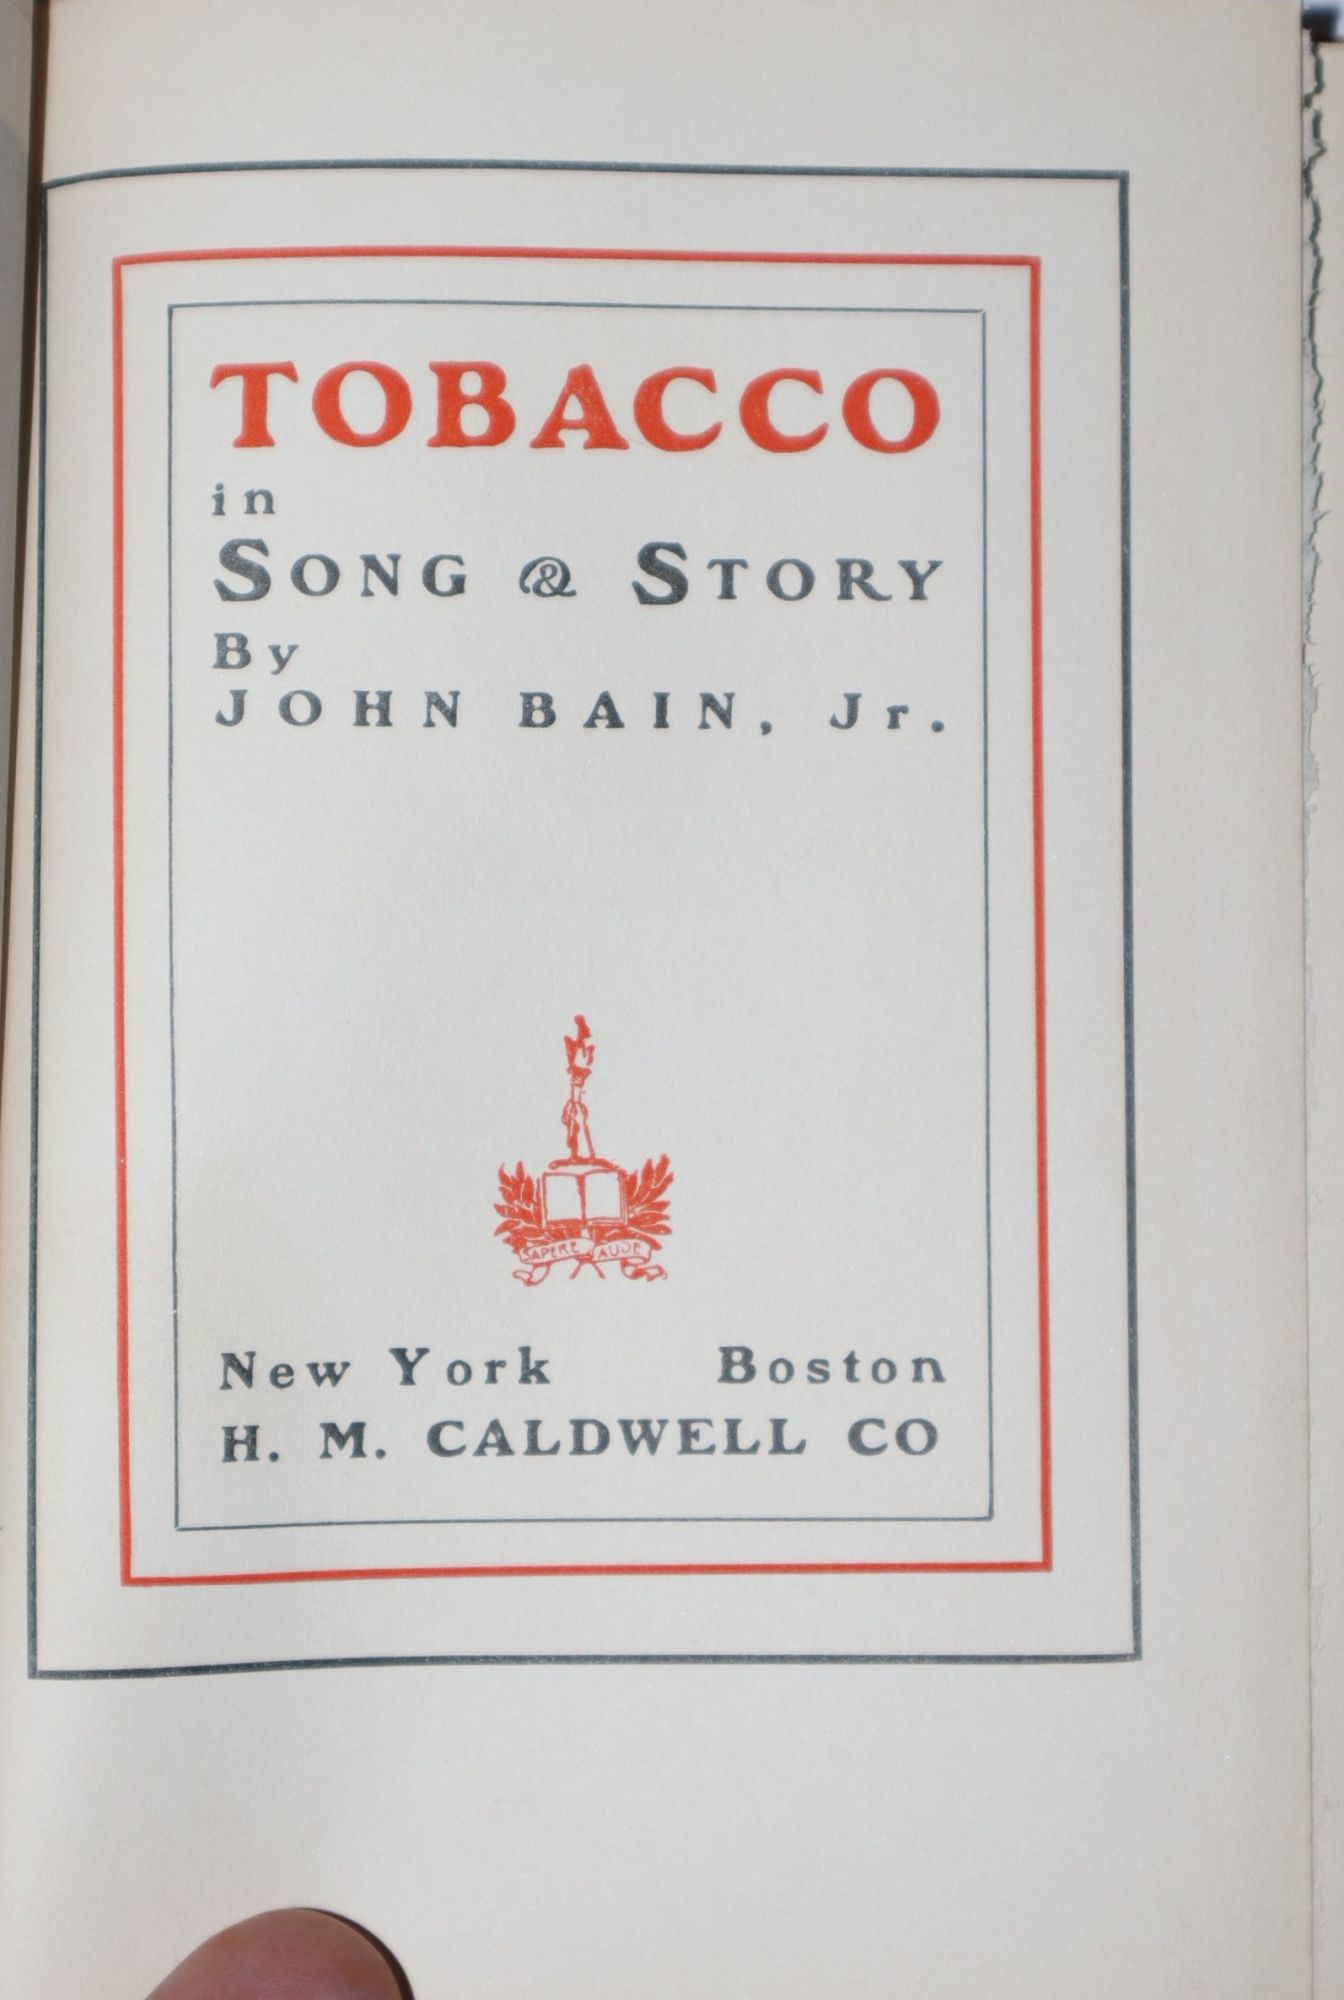 TOBACCO
in
SONG & STORY
By
JOHN BAIN, Jr.
SAPERE AUDE
New York Boston
H. M. CALDWELL CO